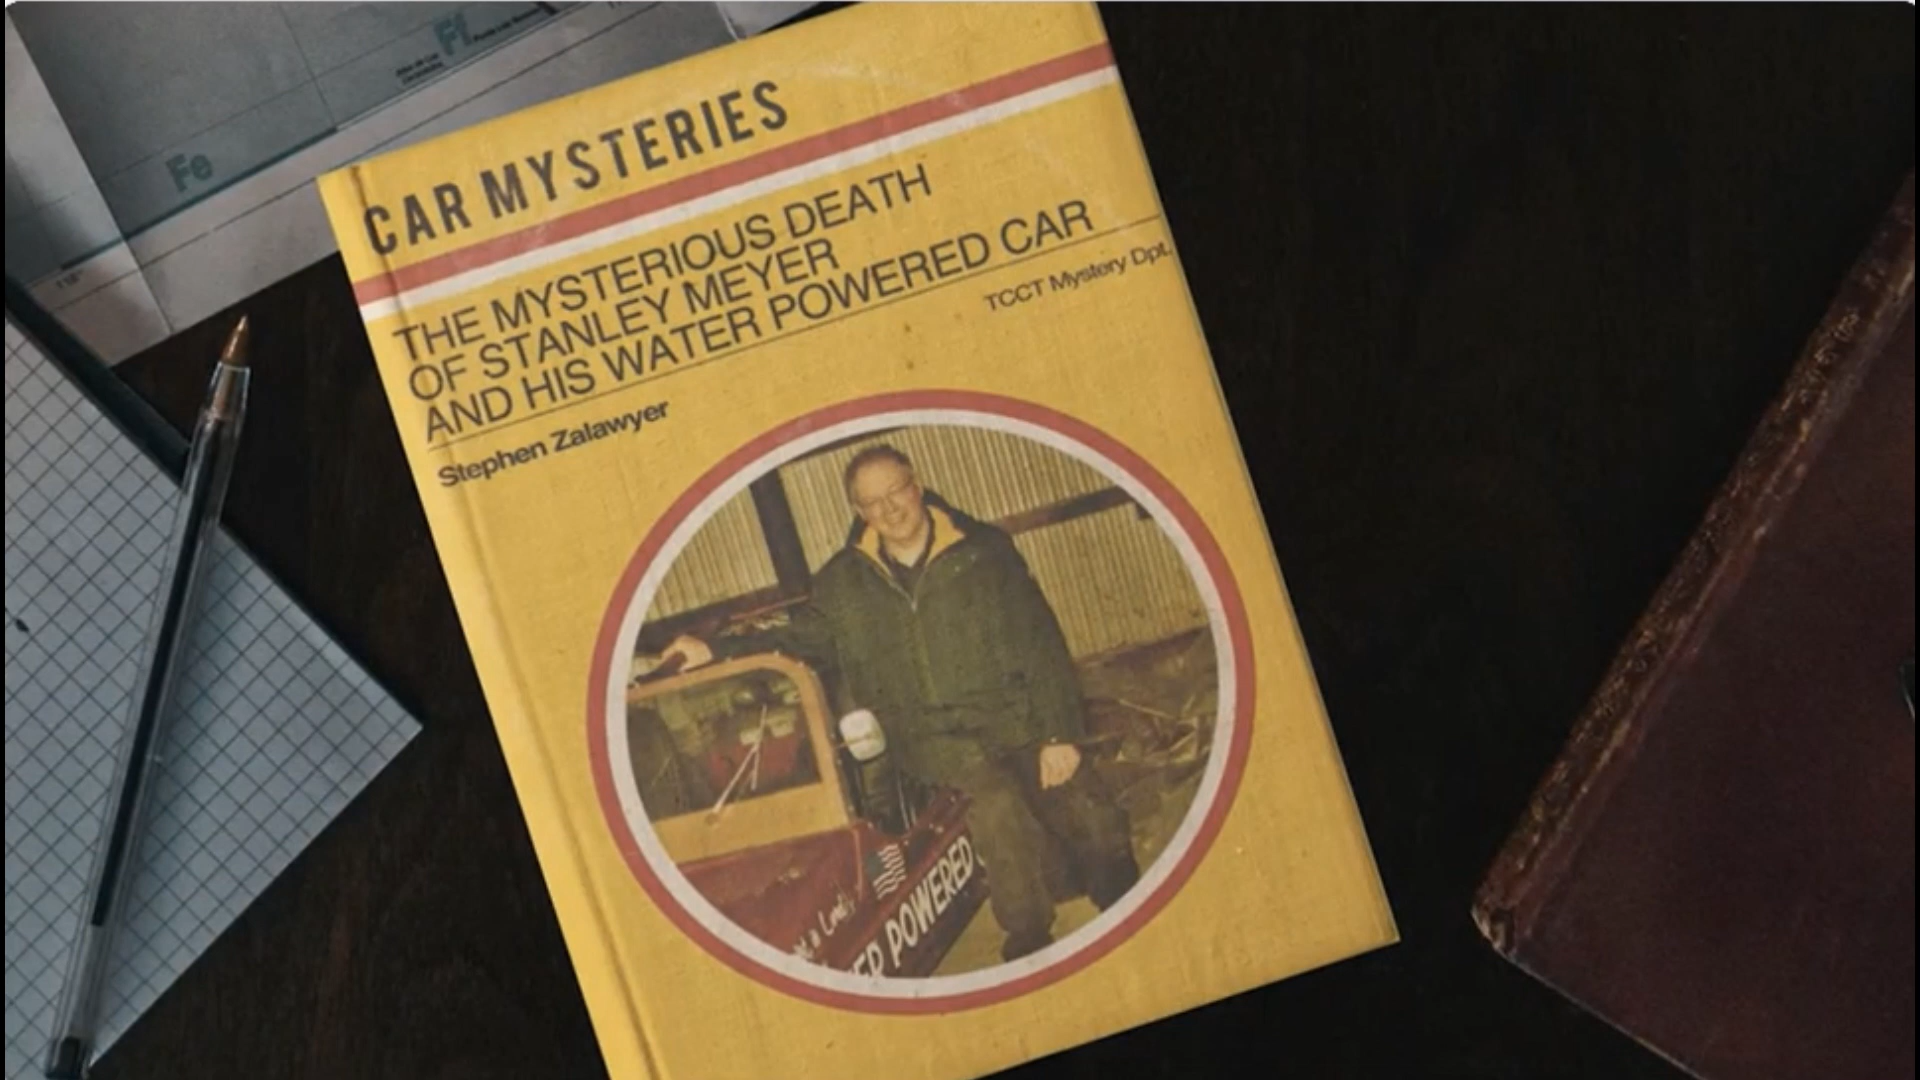 Fl
Fe
CAR MYSTERIES
THE MYSTERIOUS DEATH
OF STANLEY MEYER
AND HIS WATER POWERED CAR
TCCT Mystery Dpt.
Stephen Zalawyer
POWERED